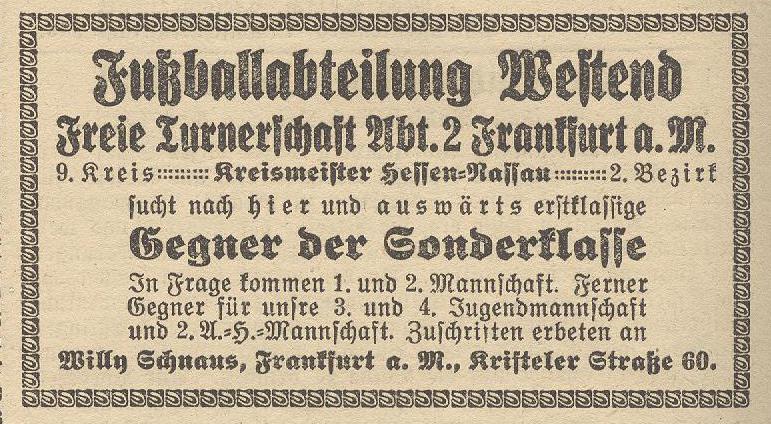 Fußballabteilung Westend
Freie Turnerschaft Abt. 2 Frankfurt a. M.
9. Kreis :::::::: Kreismeister Hessen-Nassau :::::::: 2. Bezirk
sucht nach hier und auswärts erstklassige
Gegner der Sonderklasse
In Frage kommen 1. und 2. Mannschaft. Ferner
Gegner für unsre 3. und 4. Jugendmannschaft
und 2. A.-H.-Mannschaft. Zuschriften erbeten an
Willy Schnaus, Frankfurt a. M., Krifteler Straße 60.